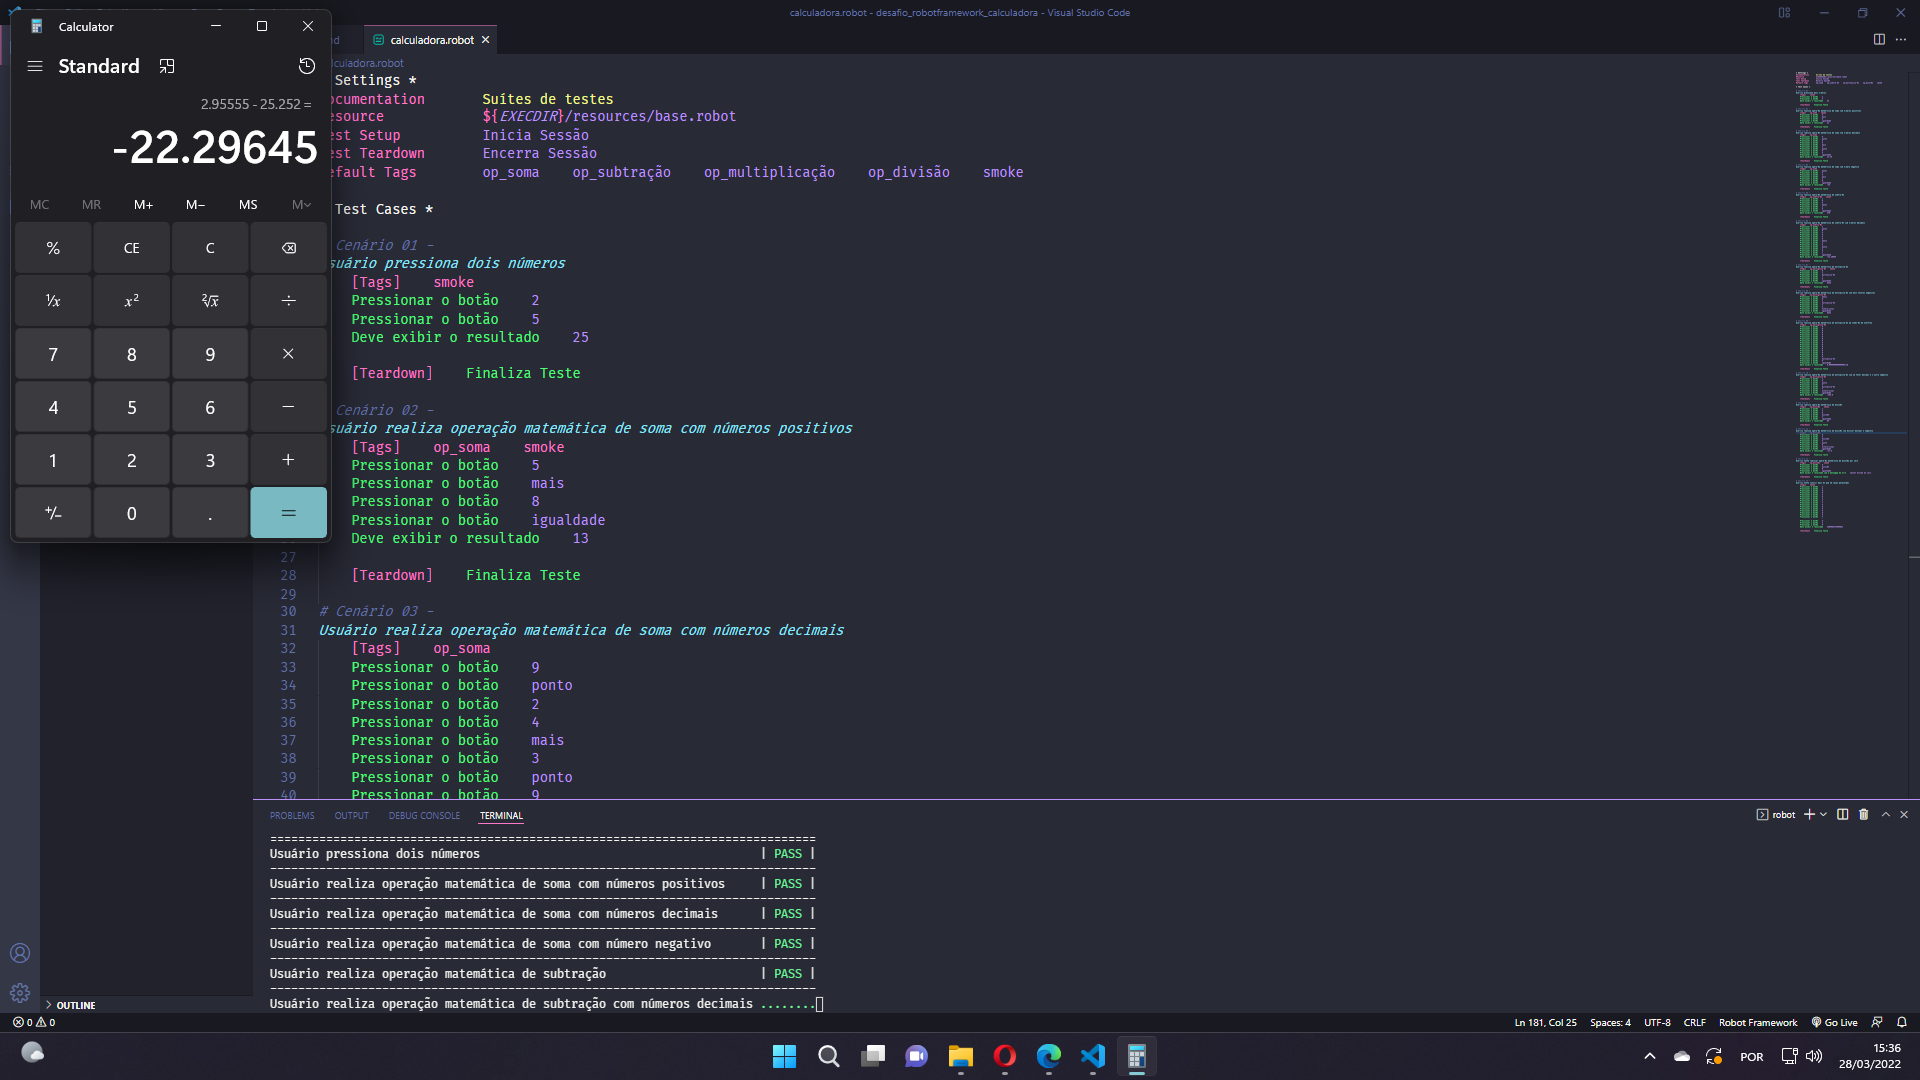 calculadora.robot - desafio_robotframework_calculadora - Visual Studio Code
Calculator
Standard
2.95555 - 25.252 =
-22.29645
MC MR M+ M− MS M
% CE C
¹/x x² ²√x ÷
7 8 9 ×
4 5 6 −
1 2 3 +
+/− 0 . =
calculadora.robot
lculadora.robot
Settings *
ocumentation Suítes de testes
esource ${EXECDIR}/resources/base.robot
est Setup Inicia Sessão
est Teardown Encerra Sessão
efault Tags op_soma op_subtração op_multiplicação op_divisão smoke
Test Cases *
Cenário 01 -
suário pressiona dois números
[Tags] smoke
Pressionar o botão 2
Pressionar o botão 5
Deve exibir o resultado 25
[Teardown] Finaliza Teste
Cenário 02 -
suário realiza operação matemática de soma com números positivos
[Tags] op_soma smoke
Pressionar o botão 5
Pressionar o botão mais
Pressionar o botão 8
Pressionar o botão igualdade
Deve exibir o resultado 13
27
28 [Teardown] Finaliza Teste
29
30 # Cenário 03 -
31 Usuário realiza operação matemática de soma com números decimais
32 [Tags] op_soma
33 Pressionar o botão 9
34 Pressionar o botão ponto
35 Pressionar o botão 2
36 Pressionar o botão 4
37 Pressionar o botão mais
38 Pressionar o botão 3
39 Pressionar o botão ponto
40 Pressionar o botão 9
PROBLEMS OUTPUT DEBUG CONSOLE TERMINAL
robot
Usuário pressiona dois números | PASS |
Usuário realiza operação matemática de soma com números positivos | PASS |
Usuário realiza operação matemática de soma com números decimais | PASS |
Usuário realiza operação matemática de soma com número negativo | PASS |
Usuário realiza operação matemática de subtração | PASS |
Usuário realiza operação matemática de subtração com números decimais ........
OUTLINE
0 0
Ln 181, Col 25 Spaces: 4 UTF-8 CRLF Robot Framework Go Live
POR
15:36
28/03/2022